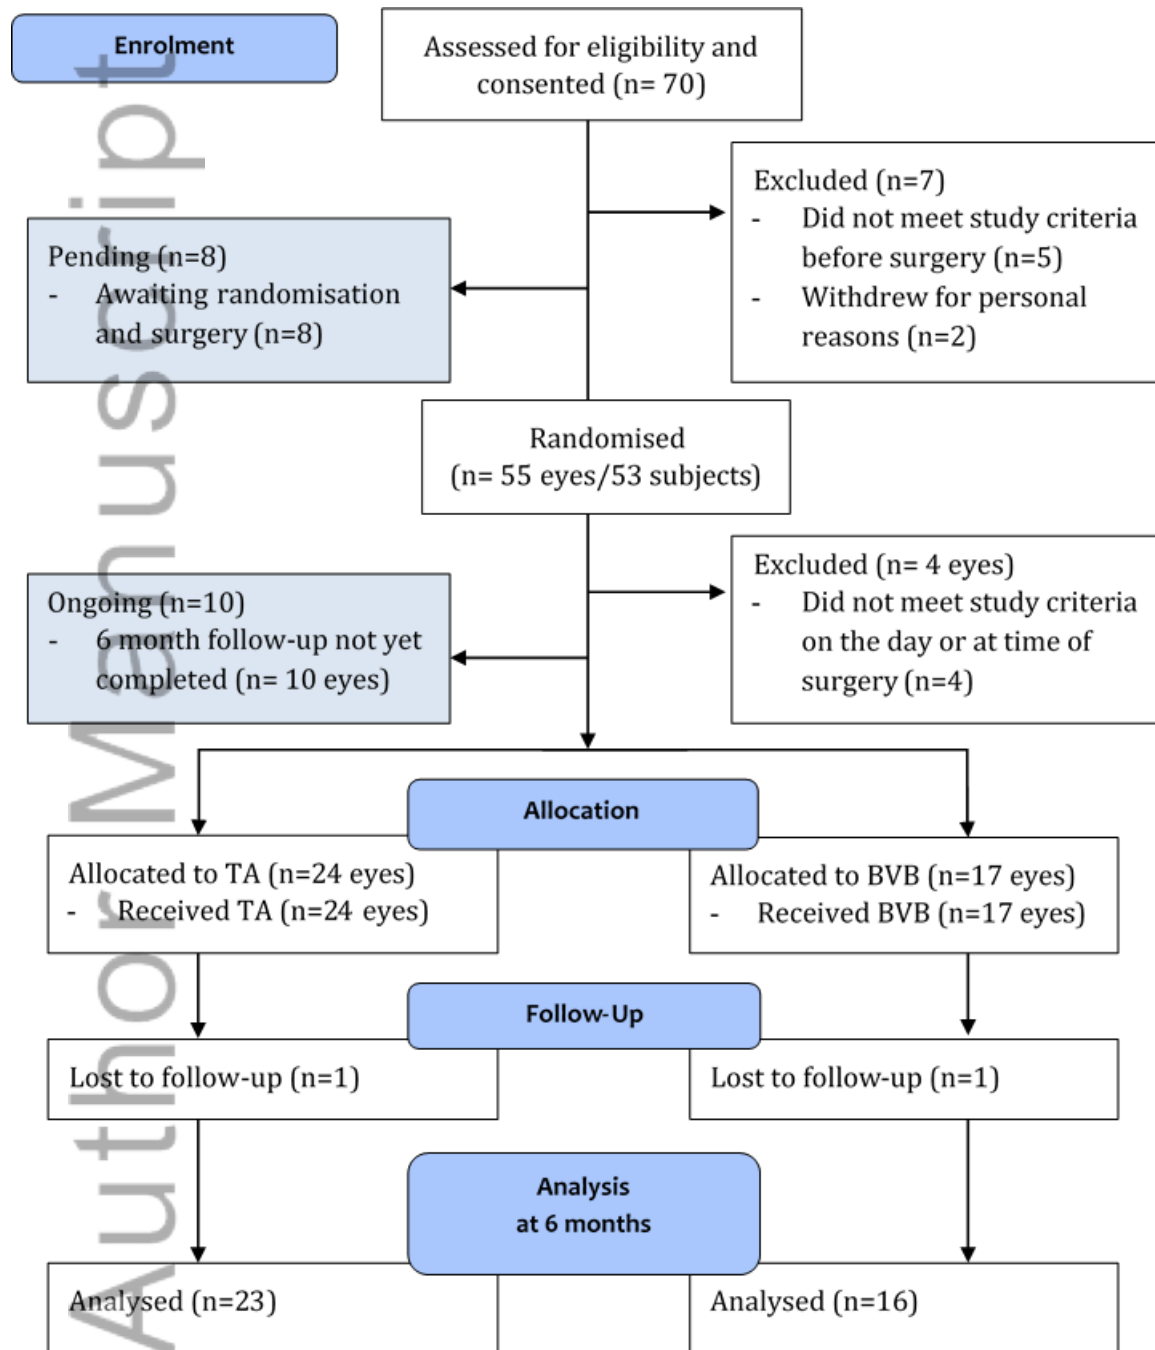 Enrolment
Assessed for eligibility and
consented (n= 70)
Excluded (n=7)
- Did not meet study criteria
before surgery (n=5)
- Withdrew for personal
reasons (n=2)
Pending (n=8)
- Awaiting randomisation
and surgery (n=8)
Randomised
(n= 55 eyes/53 subjects)
Excluded (n= 4 eyes)
- Did not meet study criteria
on the day or at time of
surgery (n=4)
Ongoing (n=10)
- 6 month follow-up not yet
completed (n= 10 eyes)
Allocation
Allocated to TA (n=24 eyes)
- Received TA (n=24 eyes)
Allocated to BVB (n=17 eyes)
- Received BVB (n=17 eyes)
Follow-Up
Lost to follow-up (n=1)
Lost to follow-up (n=1)
Analysis
at 6 months
Analysed (n=23)
Analysed (n=16)
Author Manuscript